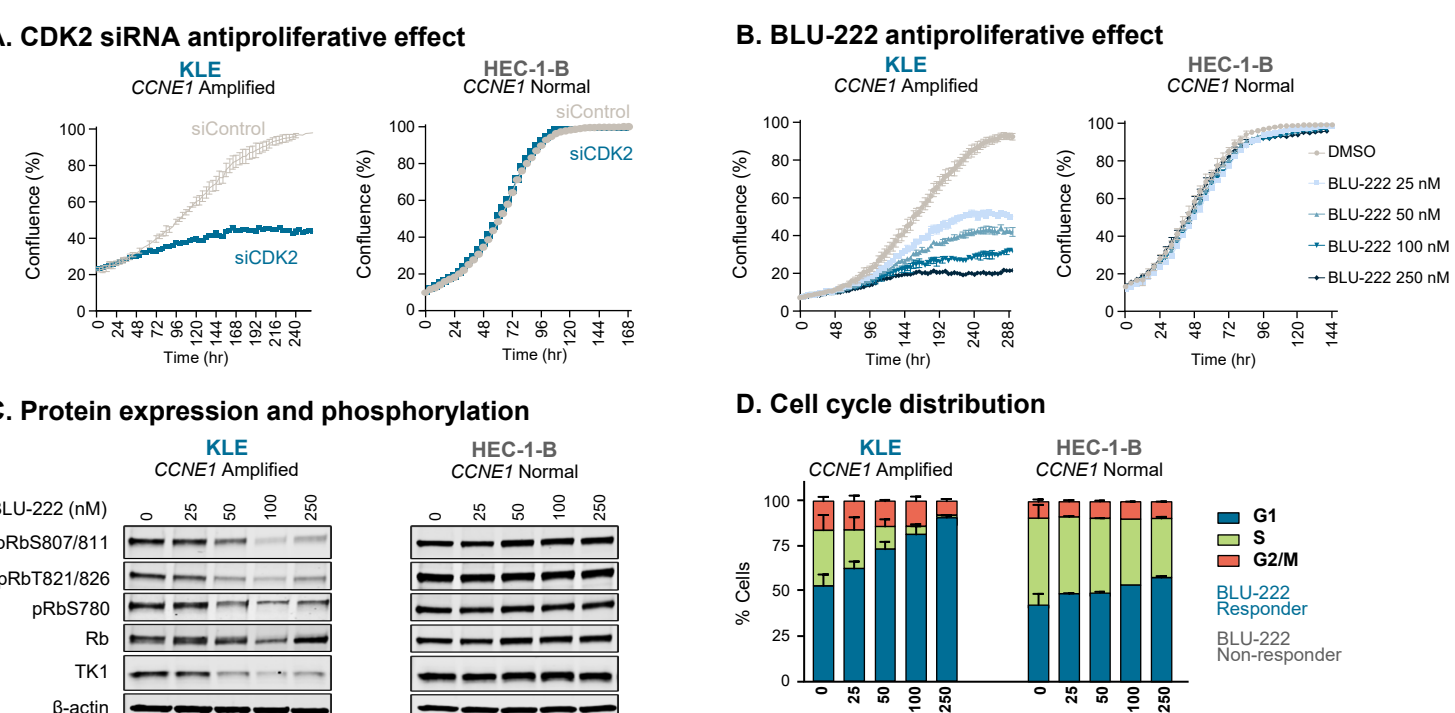 A. CDK2 siRNA antiproliferative effect
KLE
CCNE1 Amplified
100
80
60
40
20
0
Confluence (%)
siControl
siCDK2
0 24 48 72 96 120 144 168 192 216 240
Time (hr)
HEC-1-B
CCNE1 Normal
100
80
60
40
20
0
Confluence (%)
siControl
siCDK2
0 24 48 72 96 120 144 168
Time (hr)
B. BLU-222 antiproliferative effect
KLE
CCNE1 Amplified
100
80
60
40
20
0
Confluence (%)
0 48 96 144 192 240 288
Time (hr)
HEC-1-B
CCNE1 Normal
100
80
60
40
20
0
Confluence (%)
0 24 48 72 96 120 144
Time (hr)
DMSO
BLU-222 25 nM
BLU-222 50 nM
BLU-222 100 nM
BLU-222 250 nM
C. Protein expression and phosphorylation
KLE
CCNE1 Amplified
HEC-1-B
CCNE1 Normal
BLU-222 (nM)
0 25 50 100 250
0 25 50 100 250
pRbS807/811
pRbT821/826
pRbS780
Rb
TK1
β-actin
D. Cell cycle distribution
KLE
CCNE1 Amplified
HEC-1-B
CCNE1 Normal
100
75
50
25
0
% Cells
0 25 50 100 250
0 25 50 100 250
G1
S
G2/M
BLU-222
Responder
BLU-222
Non-responder